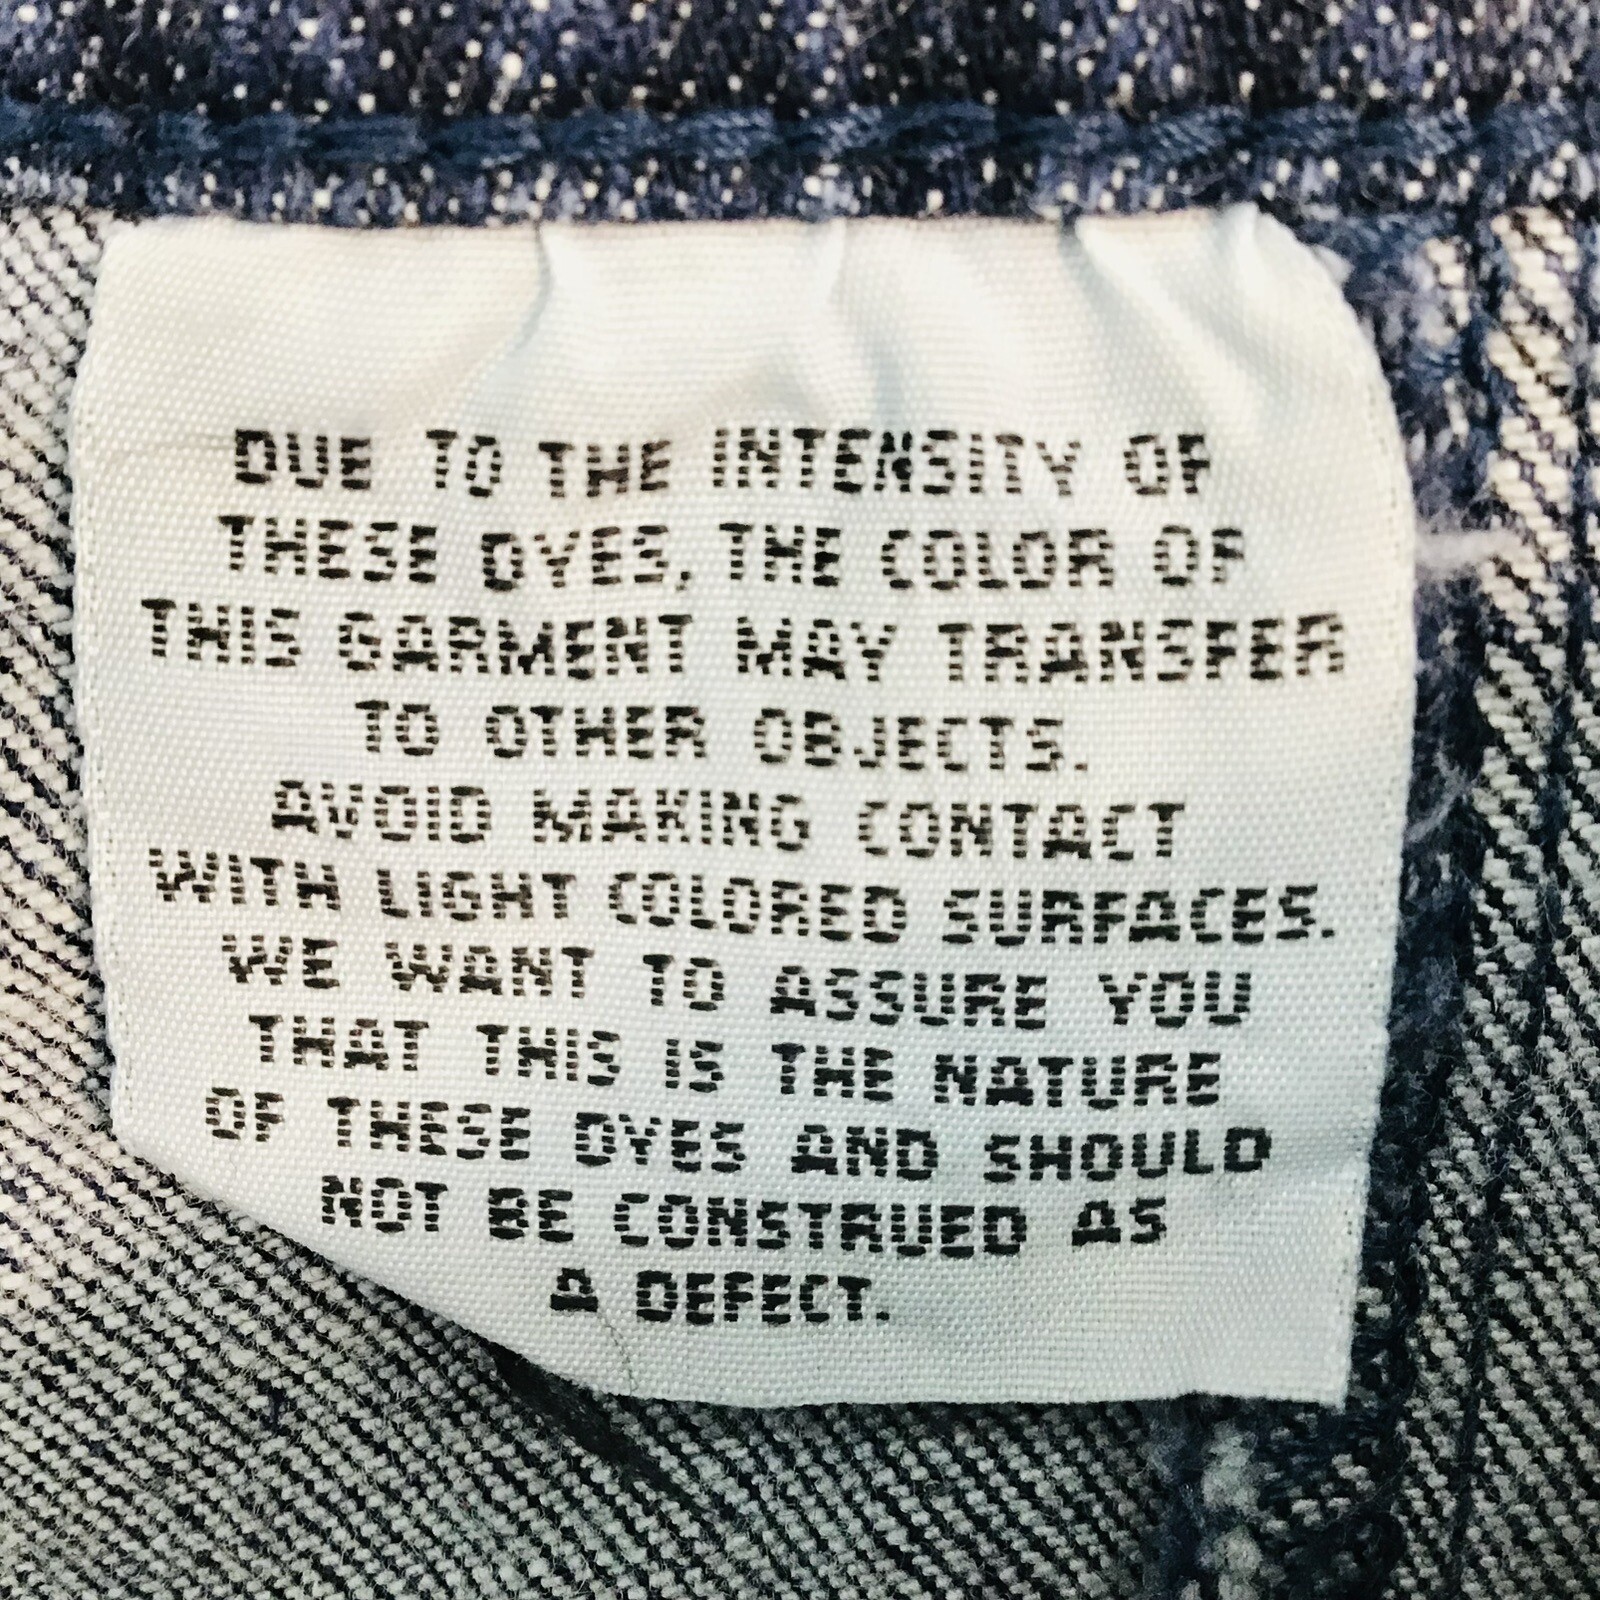 DUE TO THE INTENSITY OF
THESE DYES, THE COLOR OF
THIS GARMENT MAY TRANSFER
TO OTHER OBJECTS.
AVOID MAKING CONTACT
WITH LIGHT COLORED SURFACES.
WE WANT TO ASSURE YOU
THAT THIS IS THE NATURE
OF THESE DYES AND SHOULD
NOT BE CONSTRUED AS
A DEFECT.